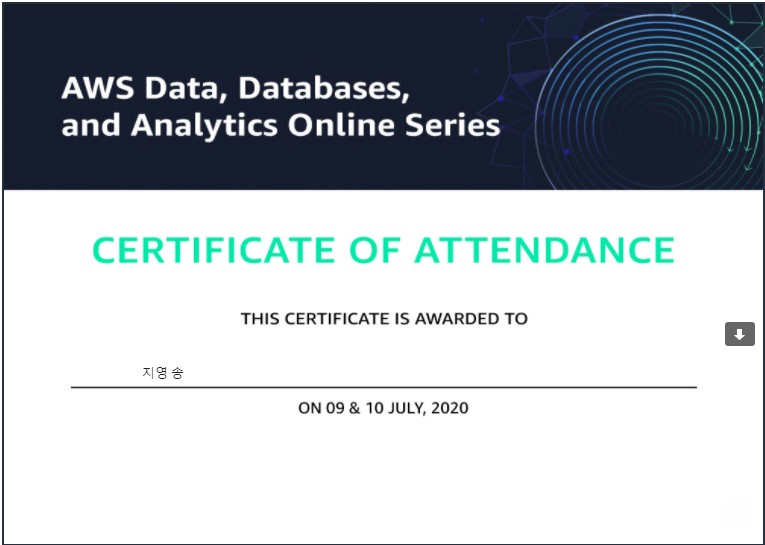 AWS Data, Databases,
and Analytics Online Series
CERTIFICATE OF ATTENDANCE
THIS CERTIFICATE IS AWARDED TO
지영 송
ON 09 & 10 JULY, 2020